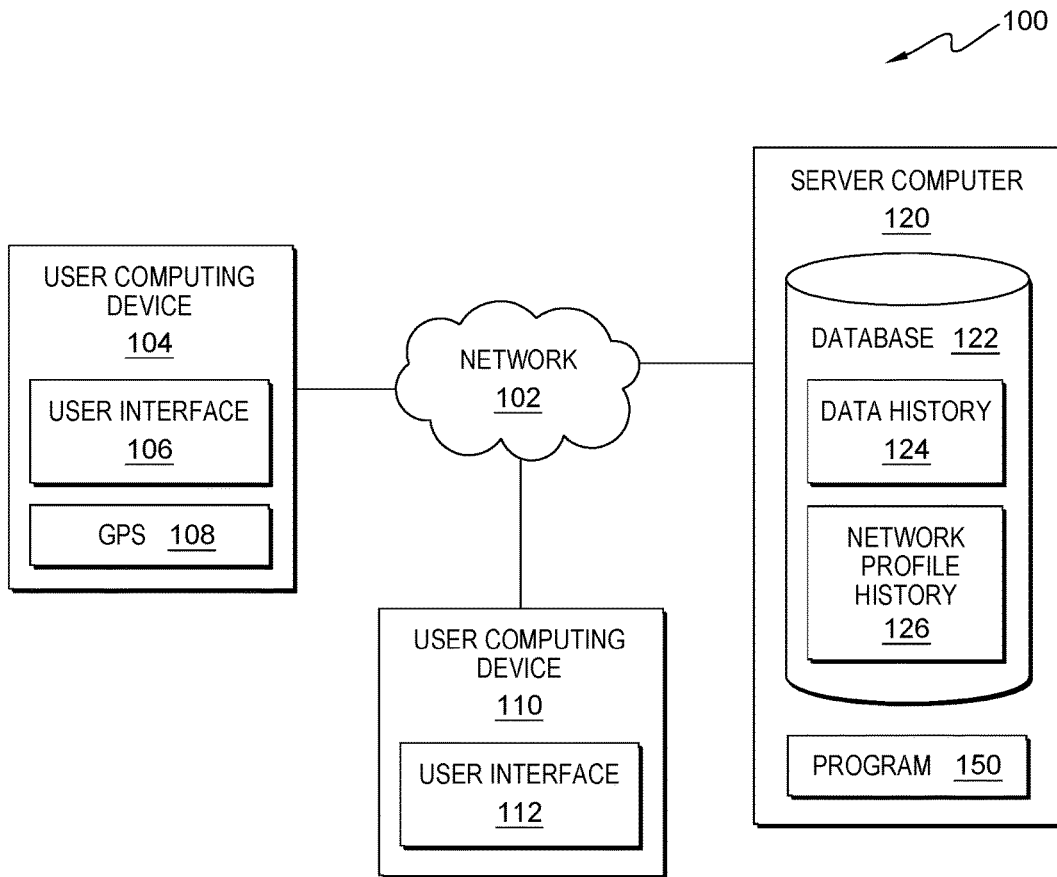 100
SERVER COMPUTER
120
DATABASE 122
DATA HISTORY
124
NETWORK
PROFILE
HISTORY
126
PROGRAM 150
USER COMPUTING
DEVICE
104
USER INTERFACE
106
GPS 108
NETWORK
102
USER COMPUTING
DEVICE
110
USER INTERFACE
112